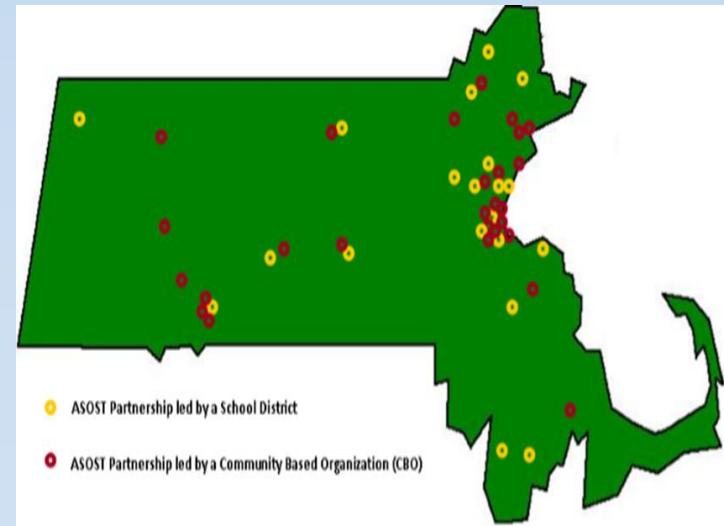 ASOST Partnership led by a School District
ASOST Partnership led by a Community Based Organization (CBO)